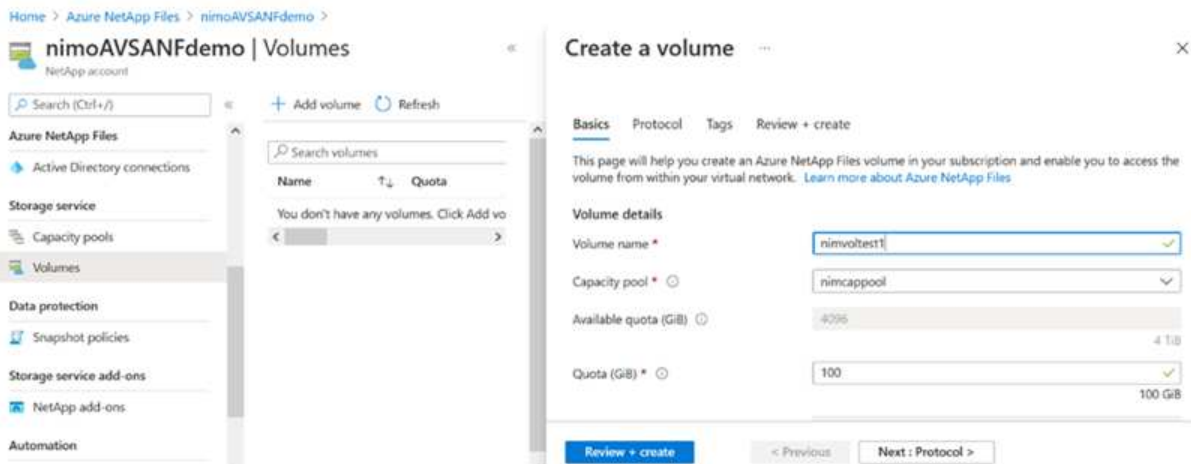 Home > Azure NetApp Files > nimoAVSANFdemo >
nimoAVSANFdemo | Volumes
NetApp account
Search (Ctrl+/)
Azure NetApp Files
Active Directory connections
Storage service
Capacity pools
Volumes
Data protection
Snapshot policies
Storage service add-ons
NetApp add-ons
Automation
+ Add volume Refresh
Search volumes
Name ↑↓ Quota
You don't have any volumes. Click Add vo
Create a volume ...
Basics Protocol Tags Review + create
This page will help you create an Azure NetApp Files volume in your subscription and enable you to access the
volume from within your virtual network. Learn more about Azure NetApp Files
Volume details
Volume name * nimvoltest1
Capacity pool * nimcappool
Available quota (GiB) 4096
4 TiB
Quota (GiB) * 100
100 GiB
Review + create < Previous Next : Protocol >